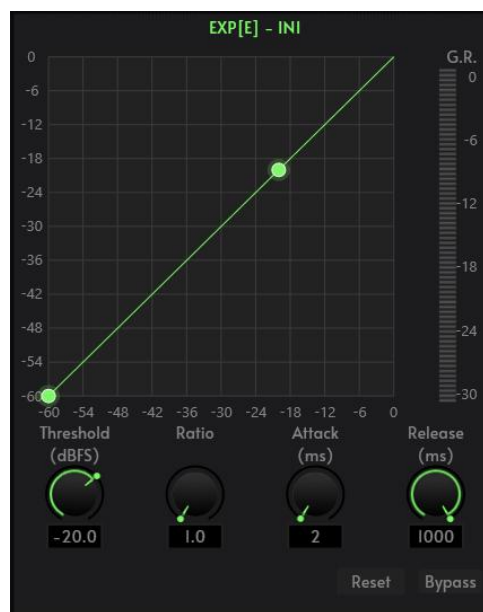 EXP[E] - INI
G.R.
0
0
-6
-6
-12
-12
-18
-18
-24
-24
-30
-30
-36
-42
-48
-54
-60
-60 -54 -48 -42 -36 -30 -24 -18 -12 -6 0
Threshold Ratio Attack Release
(dBFS) (ms) (ms)
-20.0 1.0 2 1000
Reset Bypass